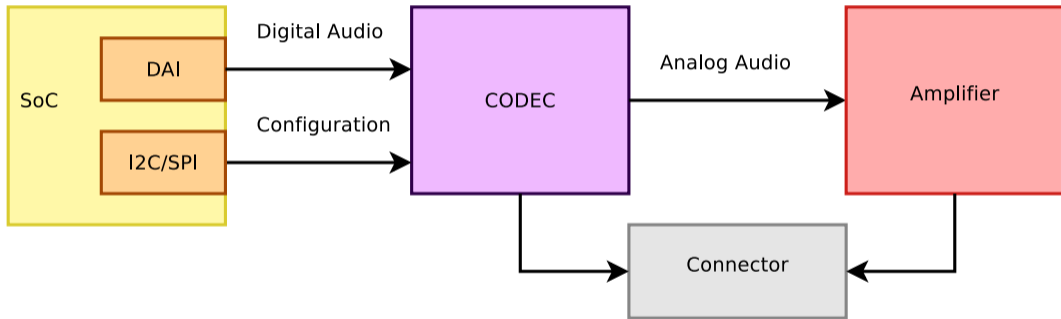 Digital Audio
DAI
SoC
Configuration
I2C/SPI
CODEC
Analog Audio
Amplifier
Connector